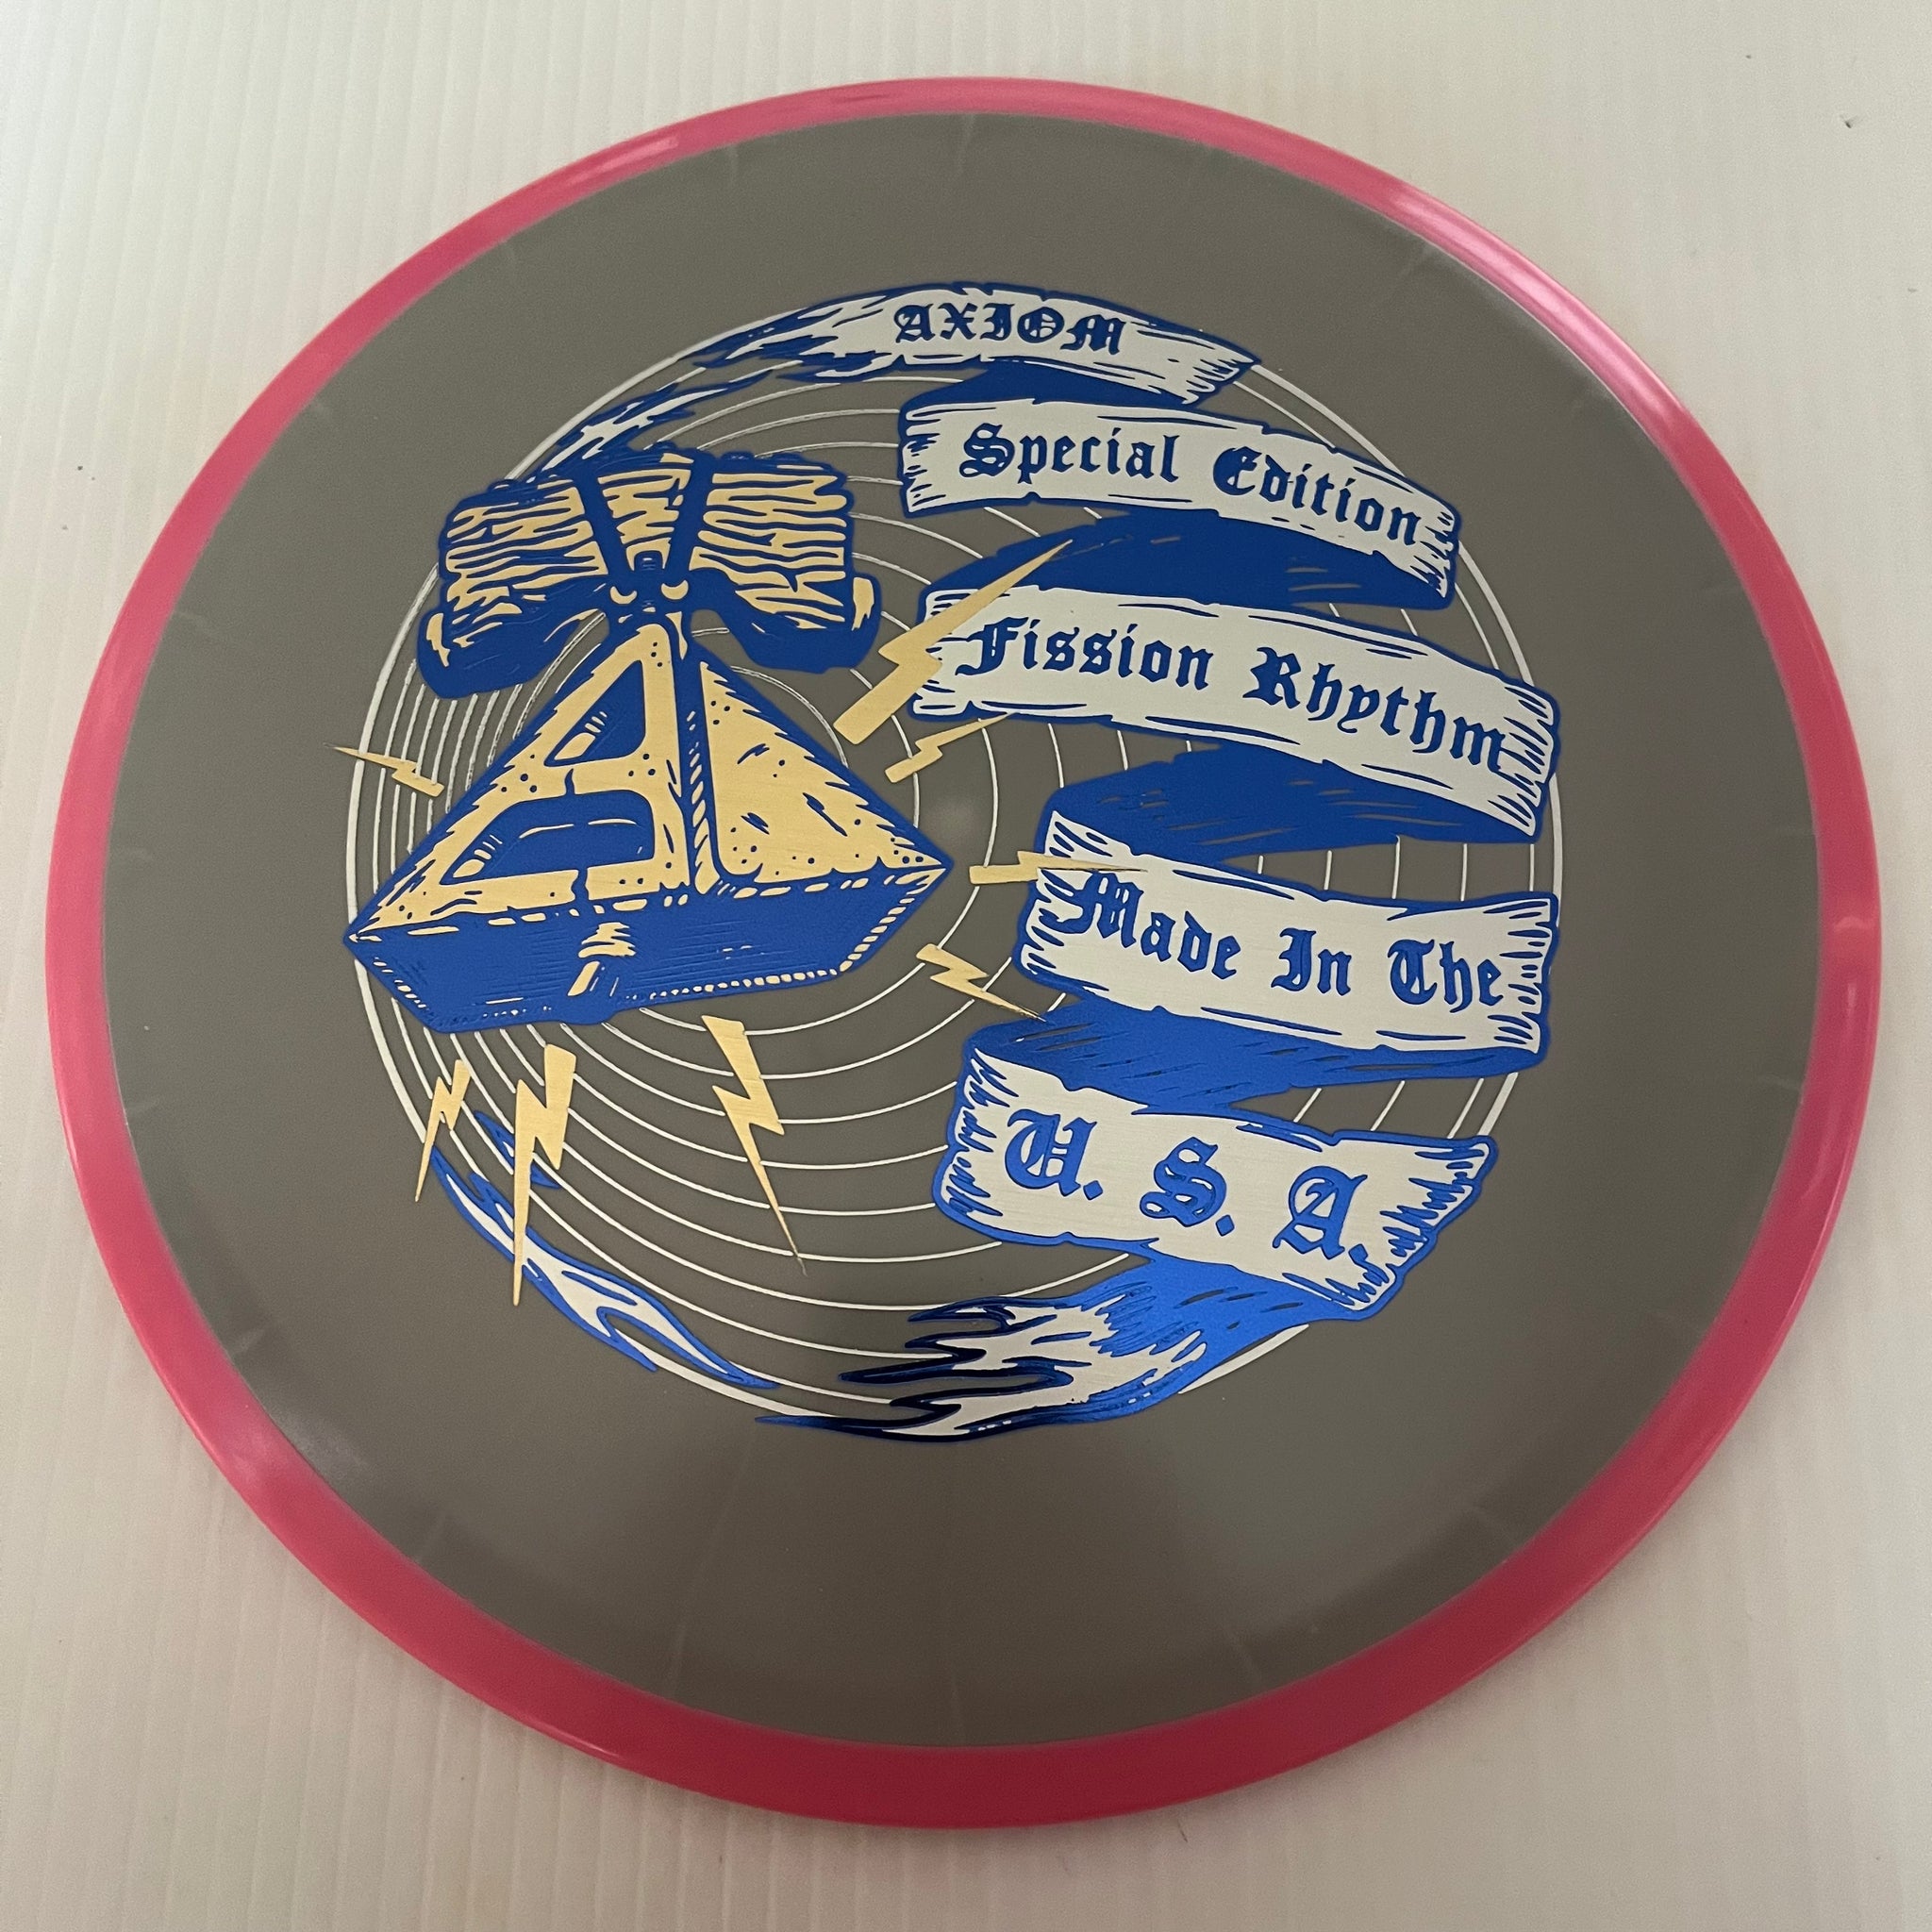 AXIOM
Special Edition
Fission Rhythm
Made In The
U. S. A.